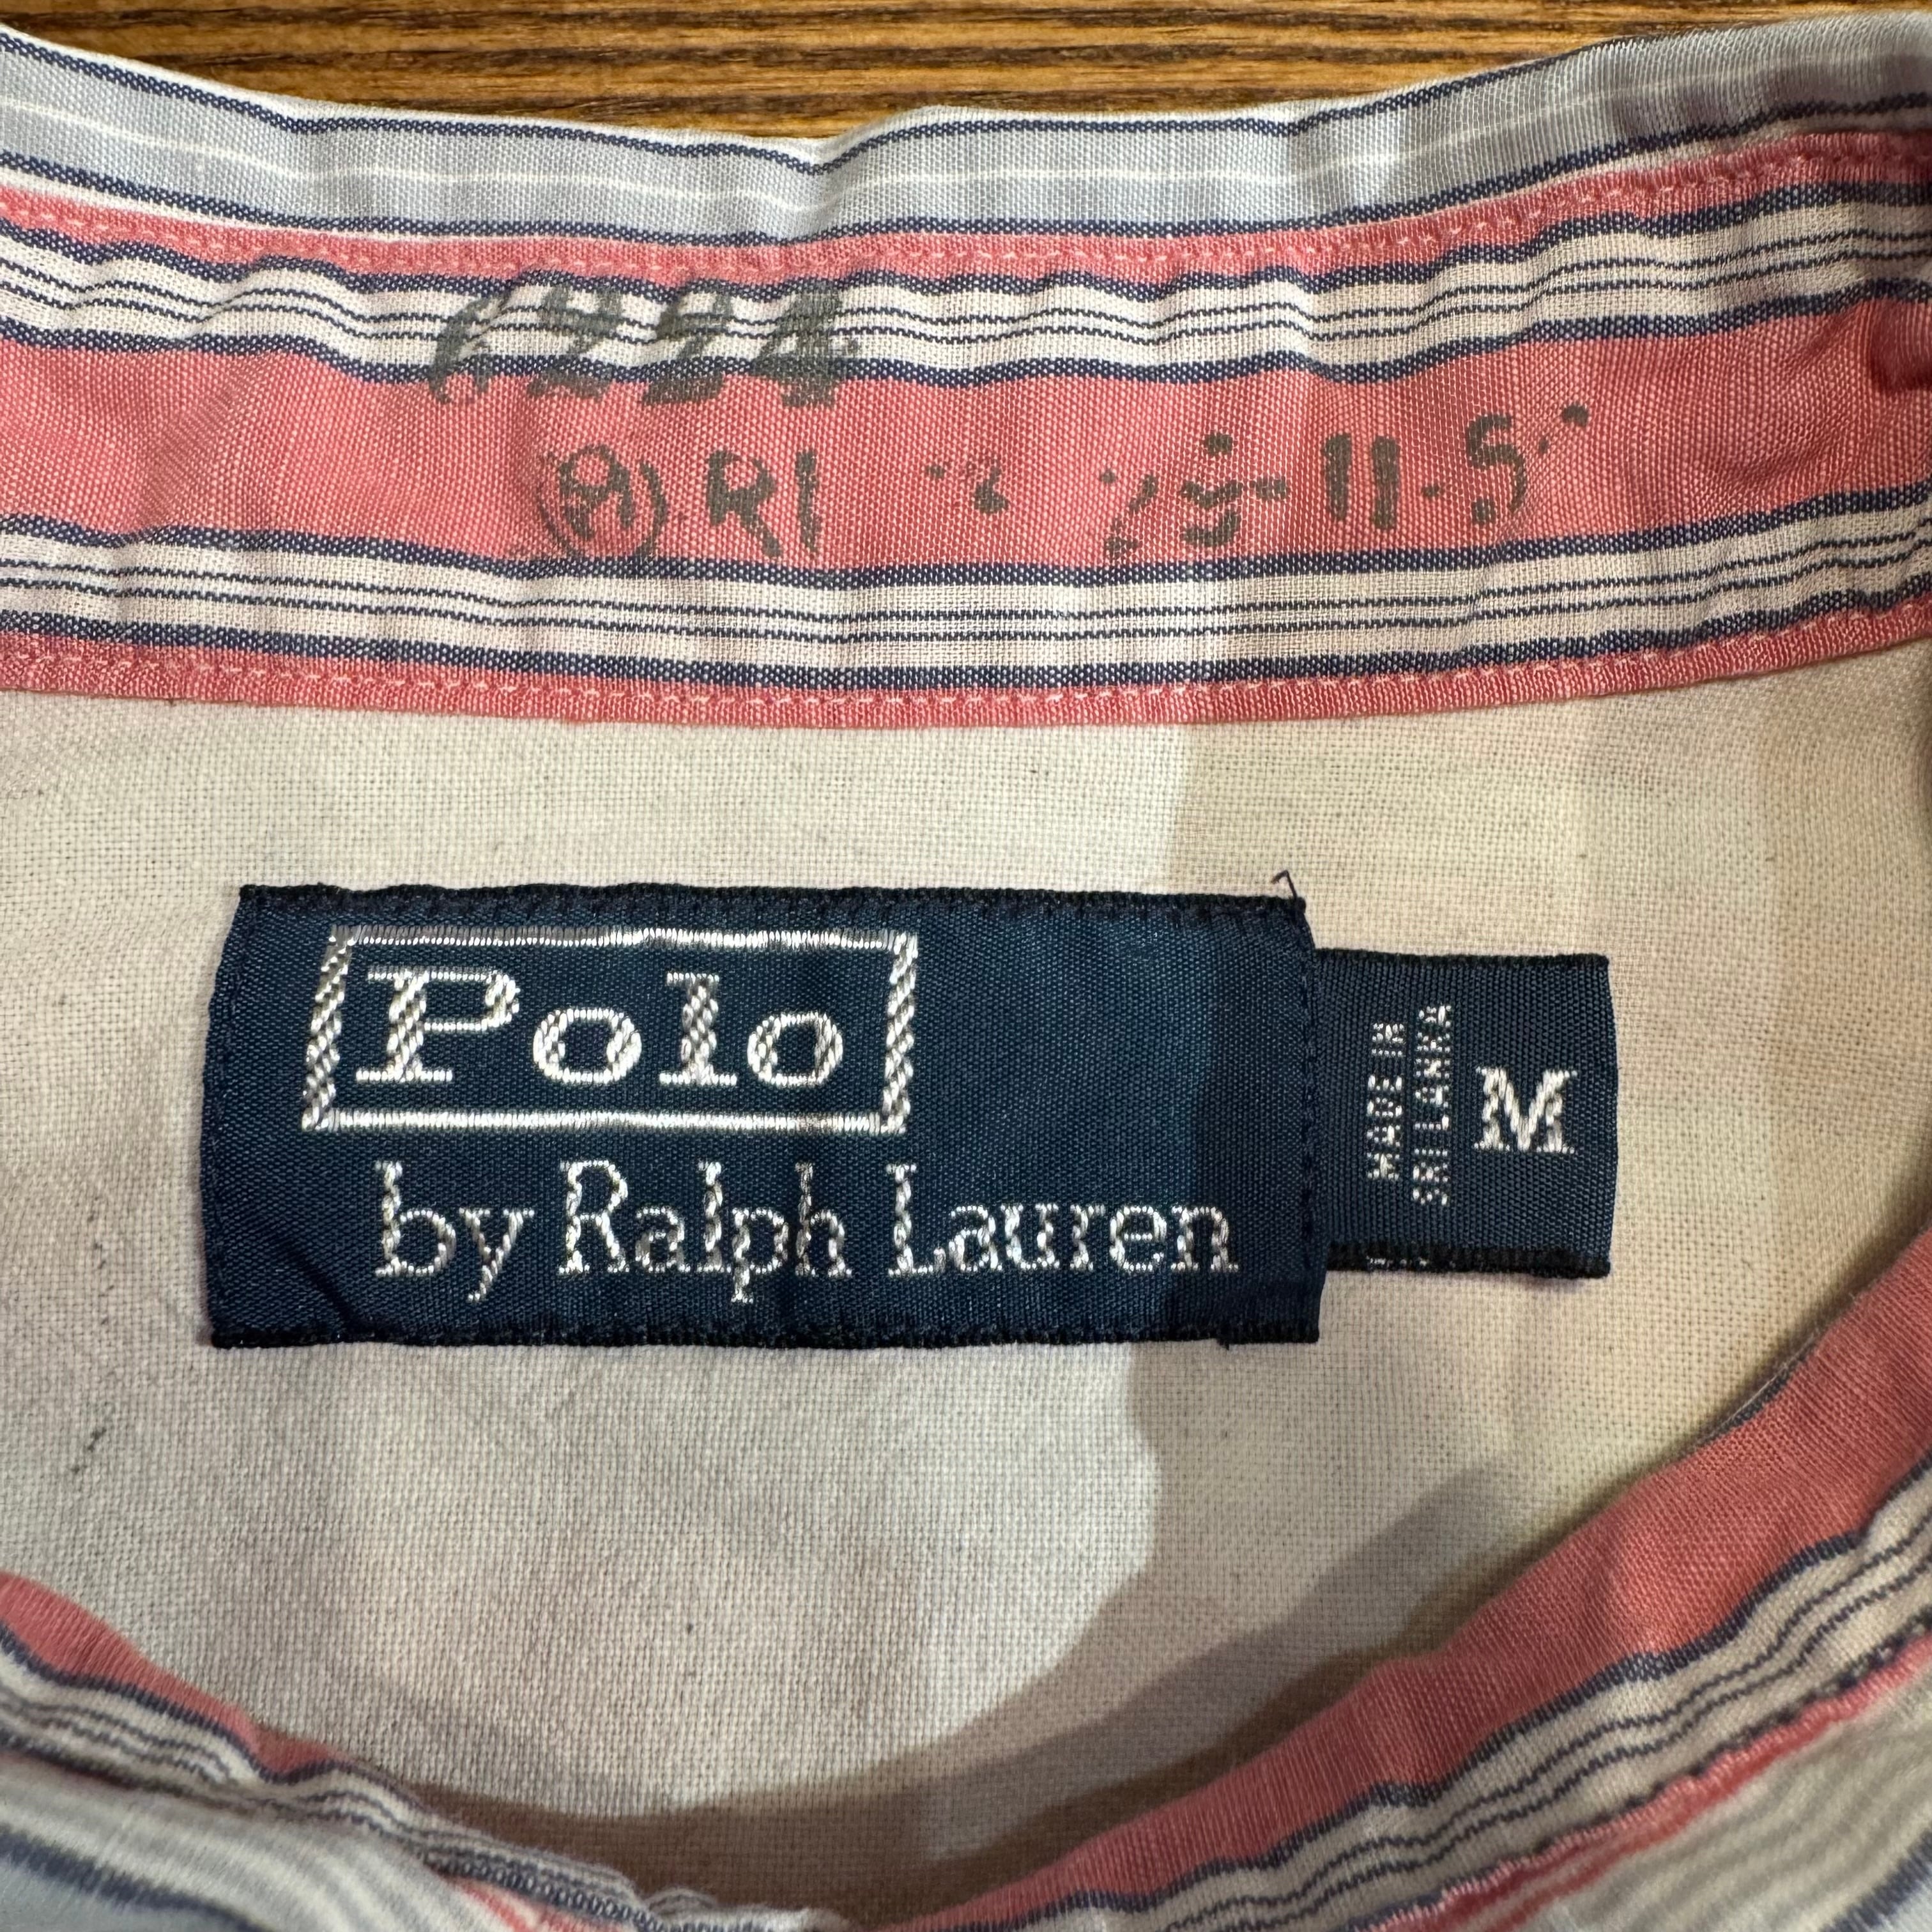 Polo
by Ralph Lauren
MADE IN
SRI LANKA
M